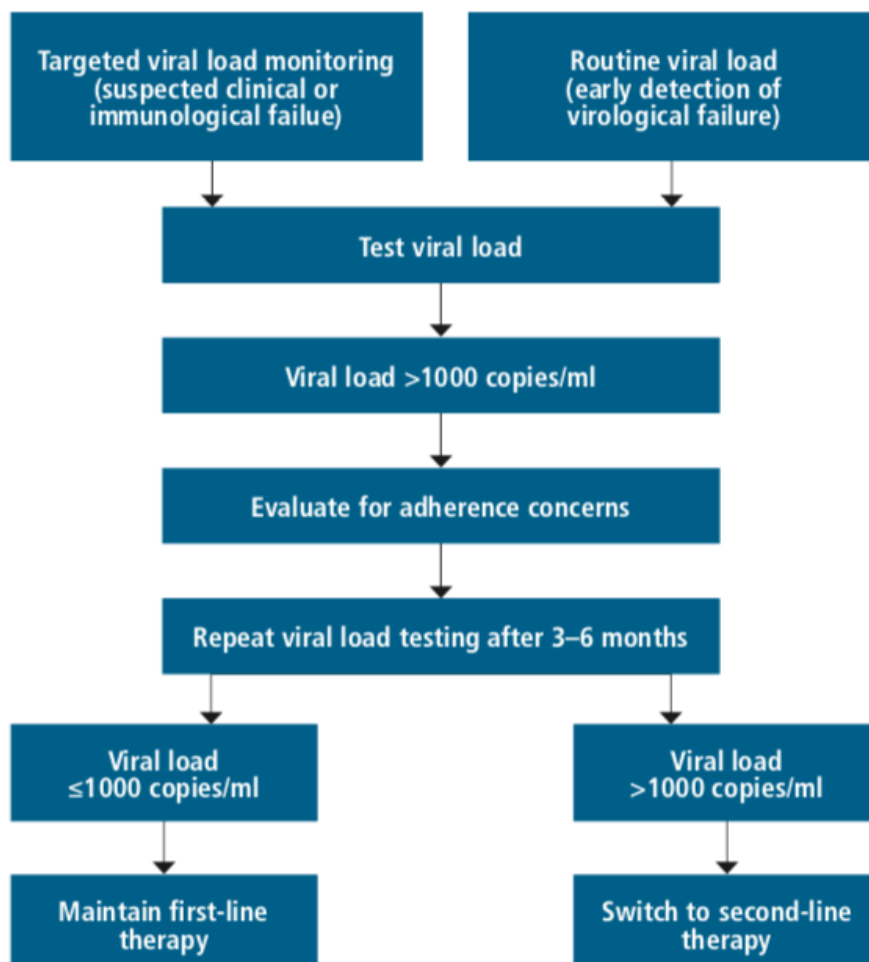 Targeted viral load monitoring
(suspected clinical or
immunological failue)
Routine viral load
(early detection of
virological failure)
Test viral load
Viral load >1000 copies/ml
Evaluate for adherence concerns
Repeat viral load testing after 3–6 months
Viral load
≤1000 copies/ml
Viral load
>1000 copies/ml
Maintain first-line
therapy
Switch to second-line
therapy